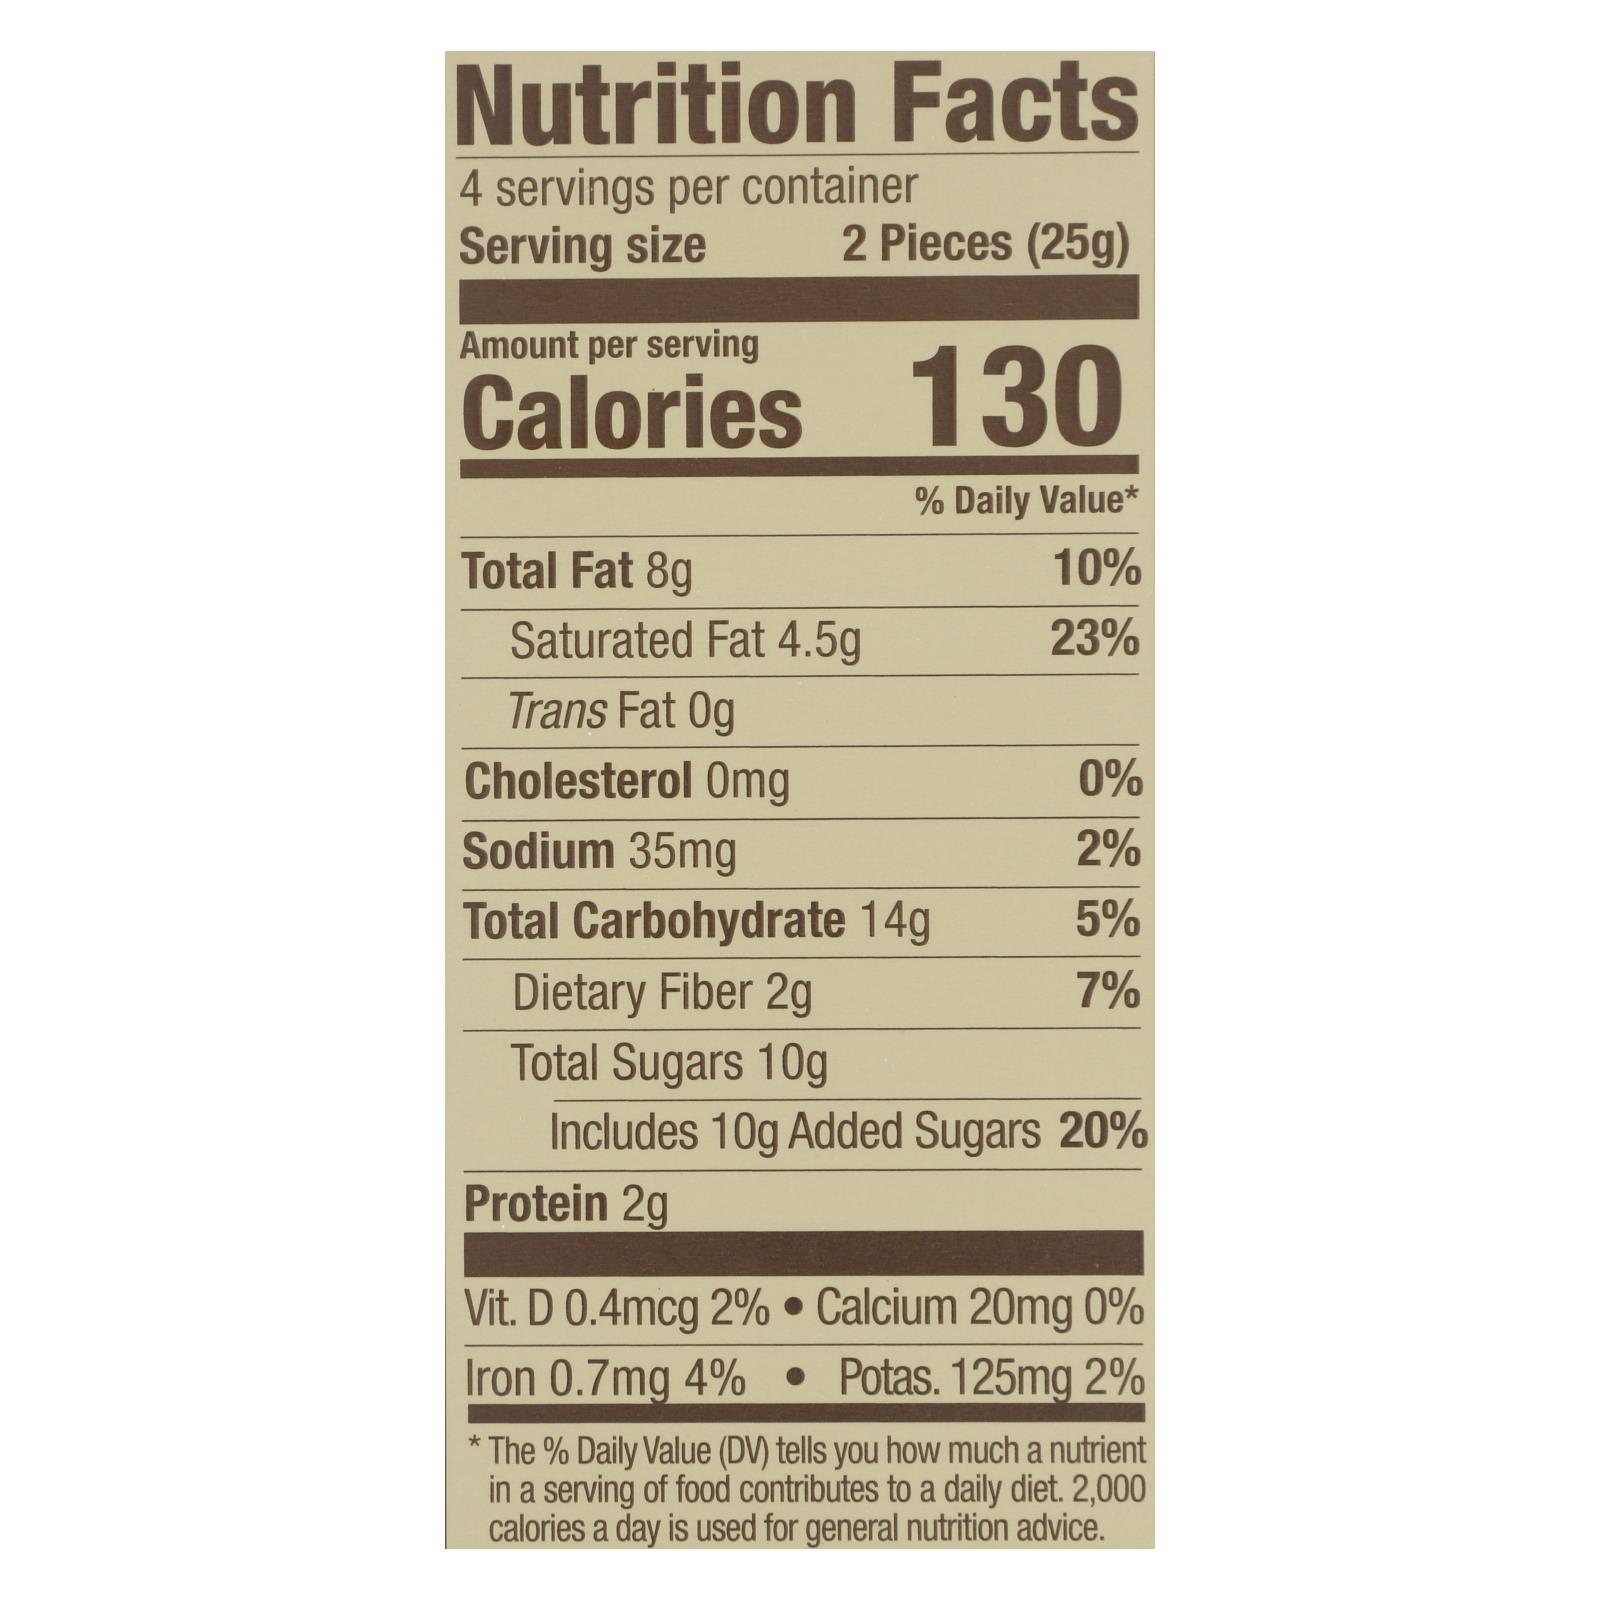 Nutrition Facts
4 servings per container
Serving size 2 Pieces (25g)
Amount per serving
Calories 130
% Daily Value*
Total Fat 8g 10%
Saturated Fat 4.5g 23%
Trans Fat 0g
Cholesterol 0mg 0%
Sodium 35mg 2%
Total Carbohydrate 14g 5%
Dietary Fiber 2g 7%
Total Sugars 10g
Includes 10g Added Sugars 20%
Protein 2g
Vit. D 0.4mcg 2% • Calcium 20mg 0%
Iron 0.7mg 4% • Potas. 125mg 2%
* The % Daily Value (DV) tells you how much a nutrient
in a serving of food contributes to a daily diet. 2,000
calories a day is used for general nutrition advice.